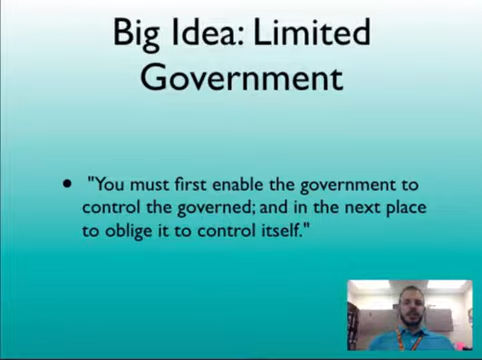 Big Idea: Limited
Government
• "You must first enable the government to
control the governed; and in the next place
to oblige it to control itself."